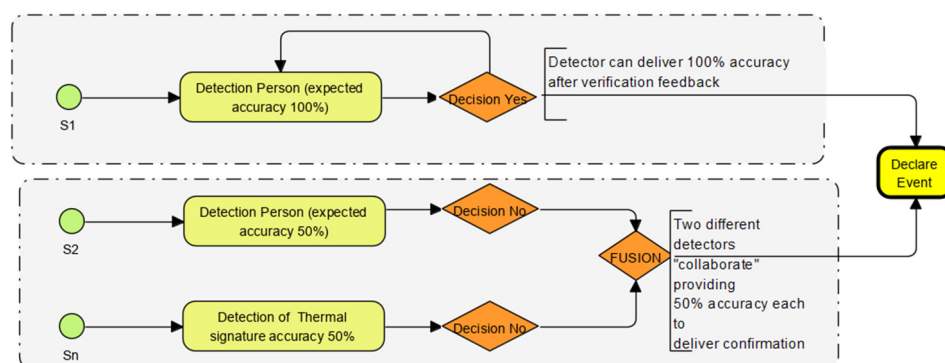 Detection Person (expected
accuracy 100%)
Decision Yes
Detector can deliver 100% accuracy
after verification feedback
S1
Declare
Event
Detection Person (expected
accuracy 50%)
Decision No
S2
FUSION
Two different
detectors
"collaborate"
providing
50% accuracy each
to
deliver confirmation
Detection of Thermal
signature accuracy 50%
Decision No
Sn